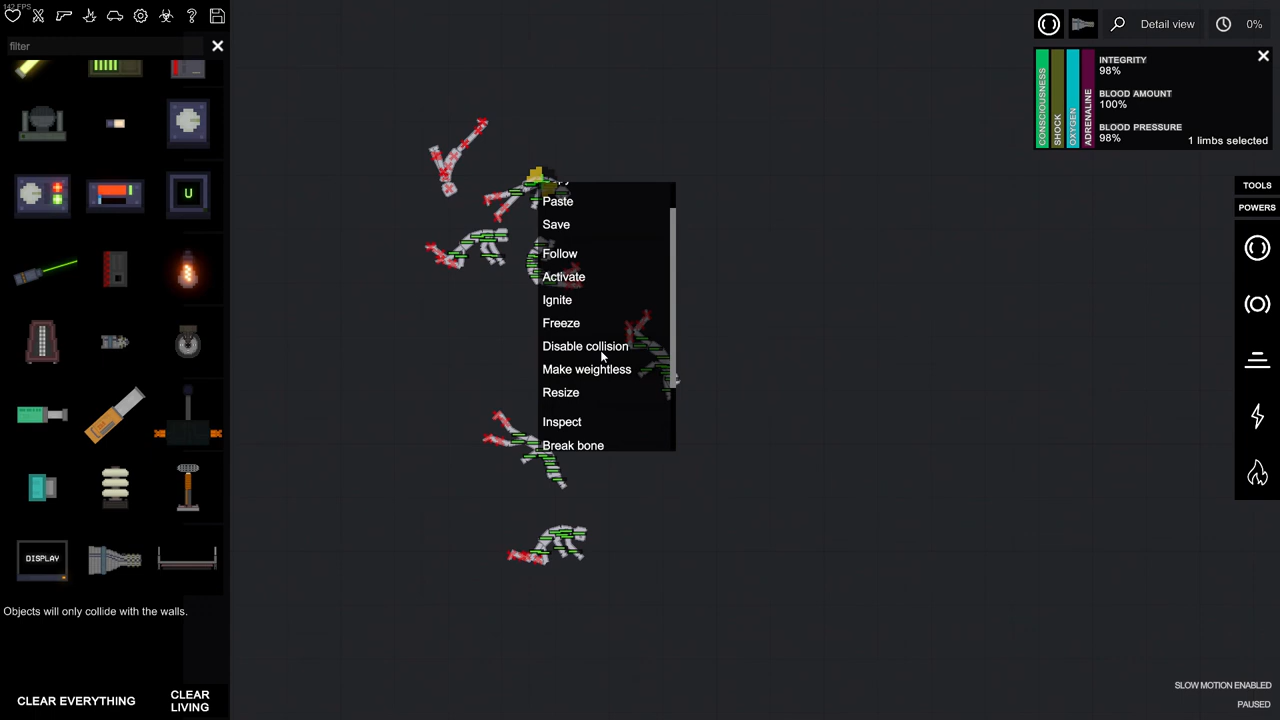 142 FPS
filter
U
DISPLAY
Objects will only collide with the walls.
CLEAR EVERYTHING
CLEAR
LIVING
Paste
Save
Follow
Activate
Ignite
Freeze
Disable collision
Make weightless
Resize
Inspect
Break bone
Detail view
0%
CONSCIOUSNESS
SHOCK
OXYGEN
ADRENALINE
INTEGRITY
98%
BLOOD AMOUNT
100%
BLOOD PRESSURE
98%
1 limbs selected
TOOLS
POWERS
SLOW MOTION ENABLED
PAUSED